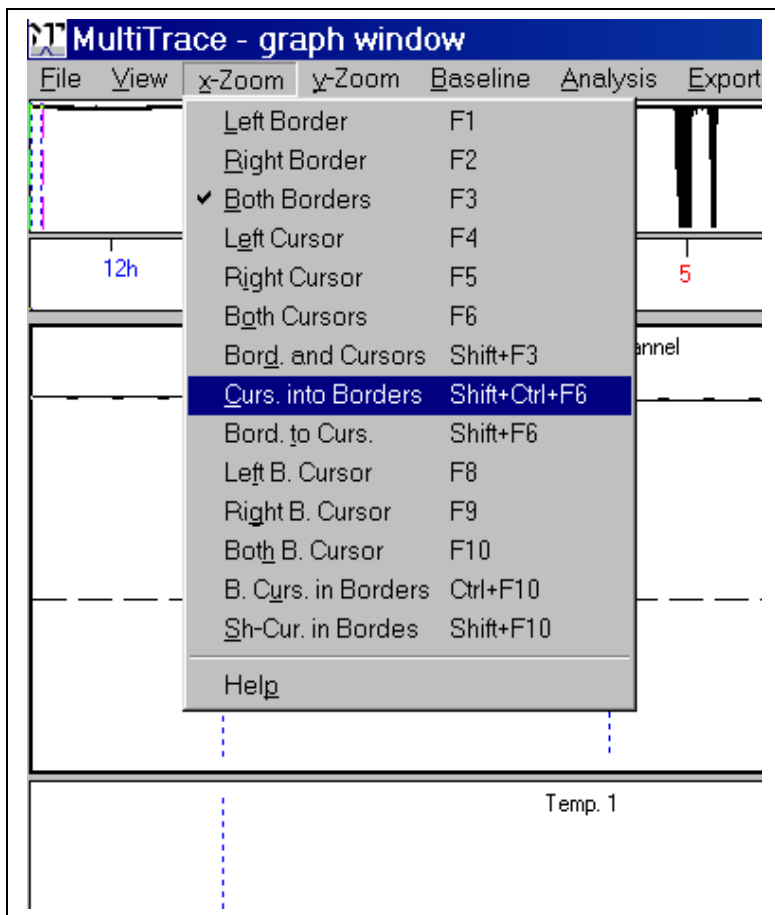 MultiTrace - graph window
File View x-Zoom y-Zoom Baseline Analysis Export
Left Border F1
Right Border F2
Both Borders F3
Left Cursor F4
Right Cursor F5
Both Cursors F6
Bord. and Cursors Shift+F3
Curs. into Borders Shift+Ctrl+F6
Bord. to Curs. Shift+F6
Left B. Cursor F8
Right B. Cursor F9
Both B. Cursor F10
B. Curs. in Borders Ctrl+F10
Sh-Cur. in Bordes Shift+F10
Help
12h 5
annel
Temp. 1